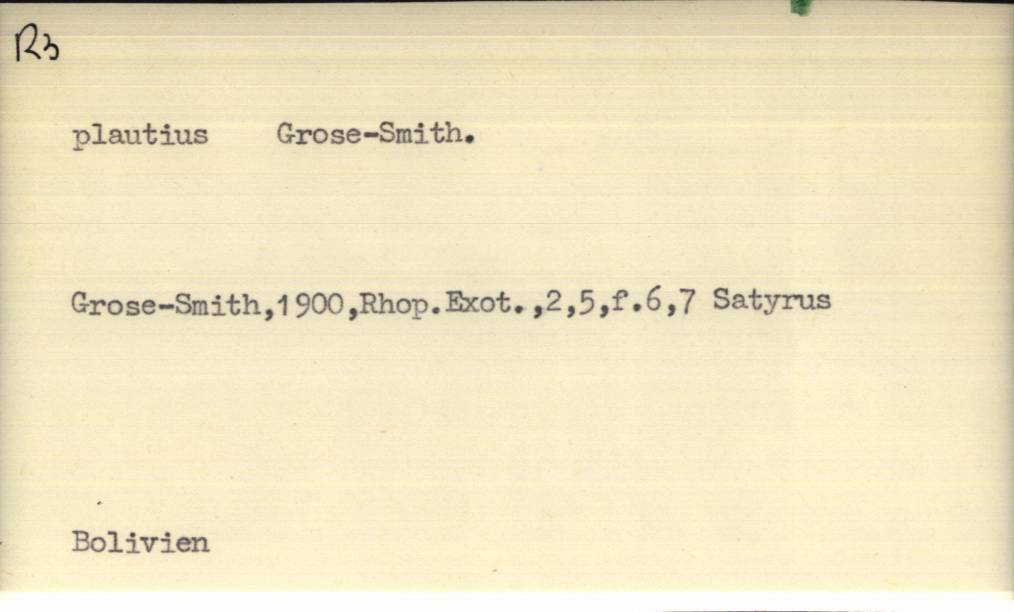 R3
plautius Grose-Smith.
Grose-Smith,1900,Rhop.Exot.,2,5,f.6,7 Satyrus
Bolivien